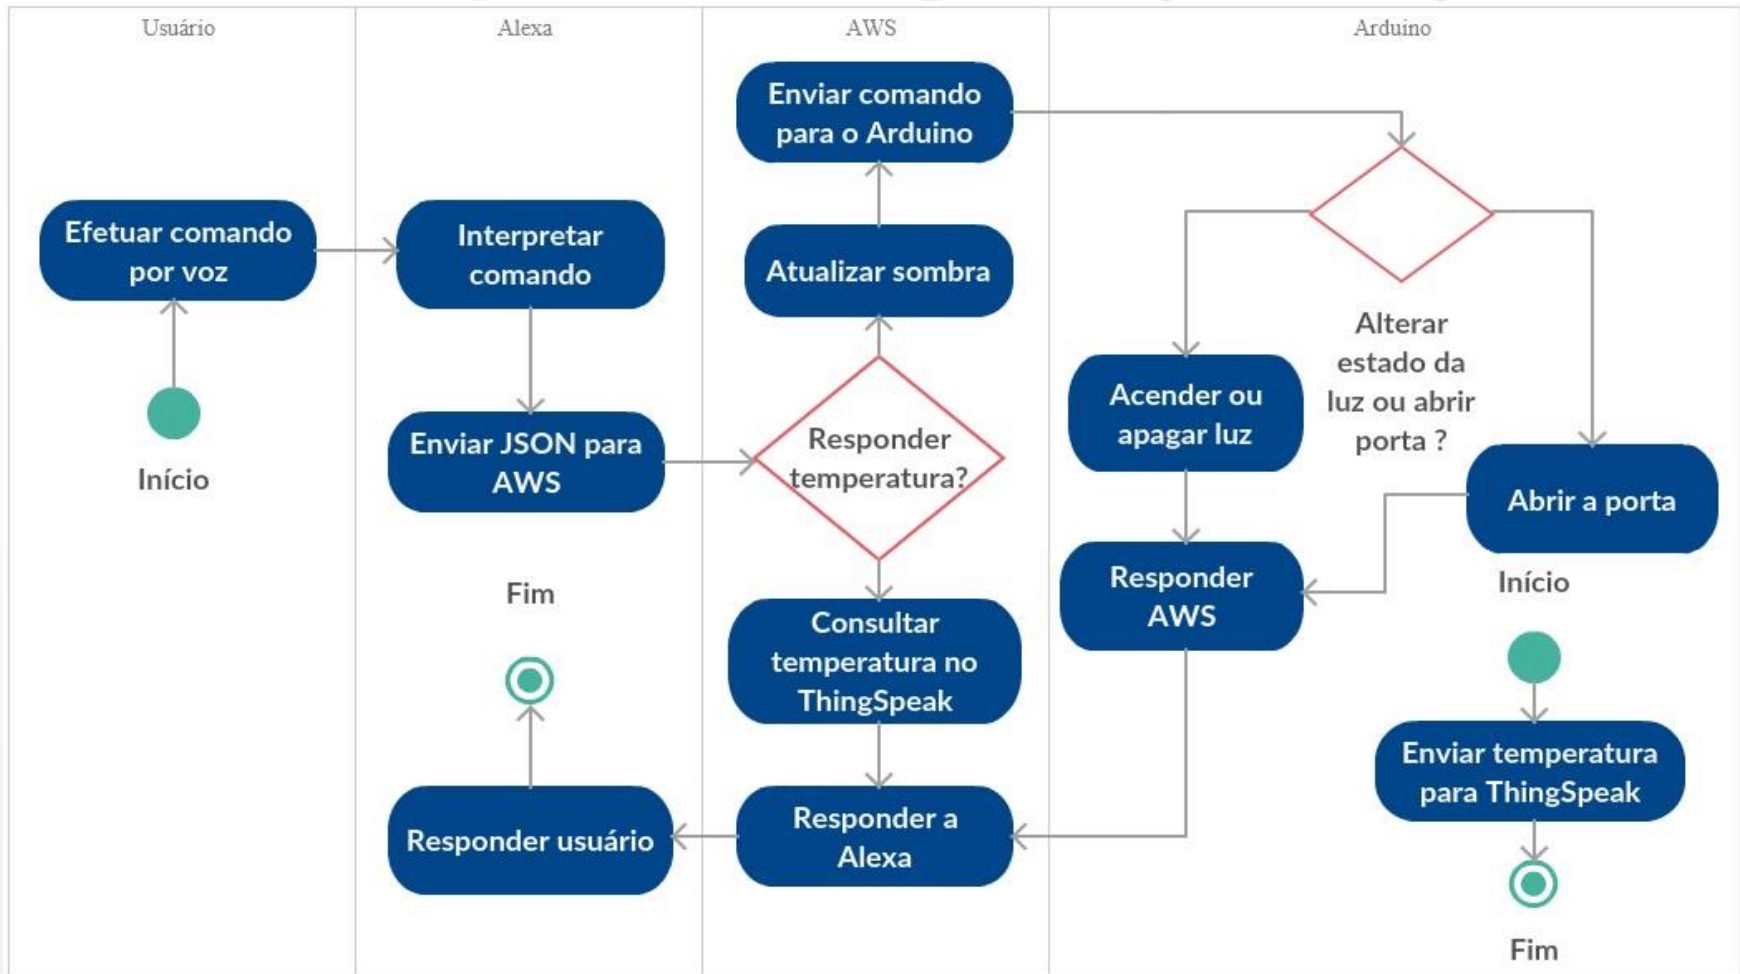 Usuário
Alexa
AWS
Arduino
Efetuar comando
por voz
Início
Interpretar
comando
Enviar JSON para
AWS
Fim
Responder usuário
Enviar comando
para o Arduino
Atualizar sombra
Responder
temperatura?
Consultar
temperatura no
ThingSpeak
Responder a
Alexa
Alterar
estado da
luz ou abrir
porta ?
Acender ou
apagar luz
Responder
AWS
Abrir a porta
Início
Enviar temperatura
para ThingSpeak
Fim